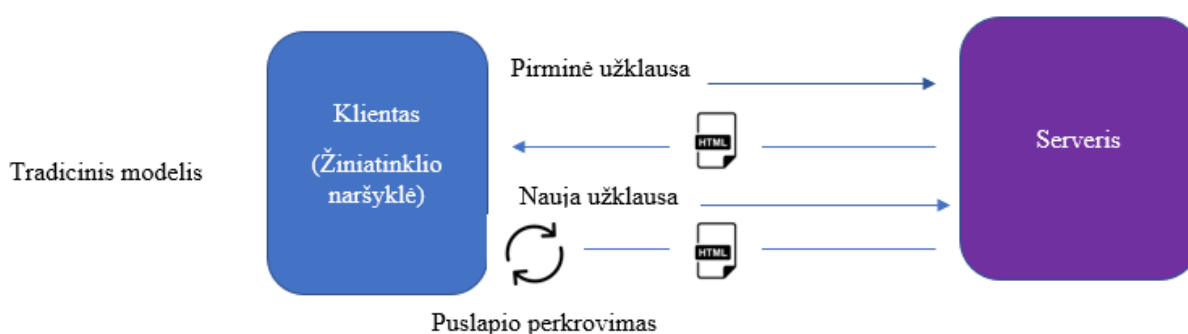 Tradicinis modelis
Klientas
(Žiniatinklio
naršyklė)
Pirminė užklausa
HTML
Nauja užklausa
HTML
Puslapio perkrovimas
Serveris